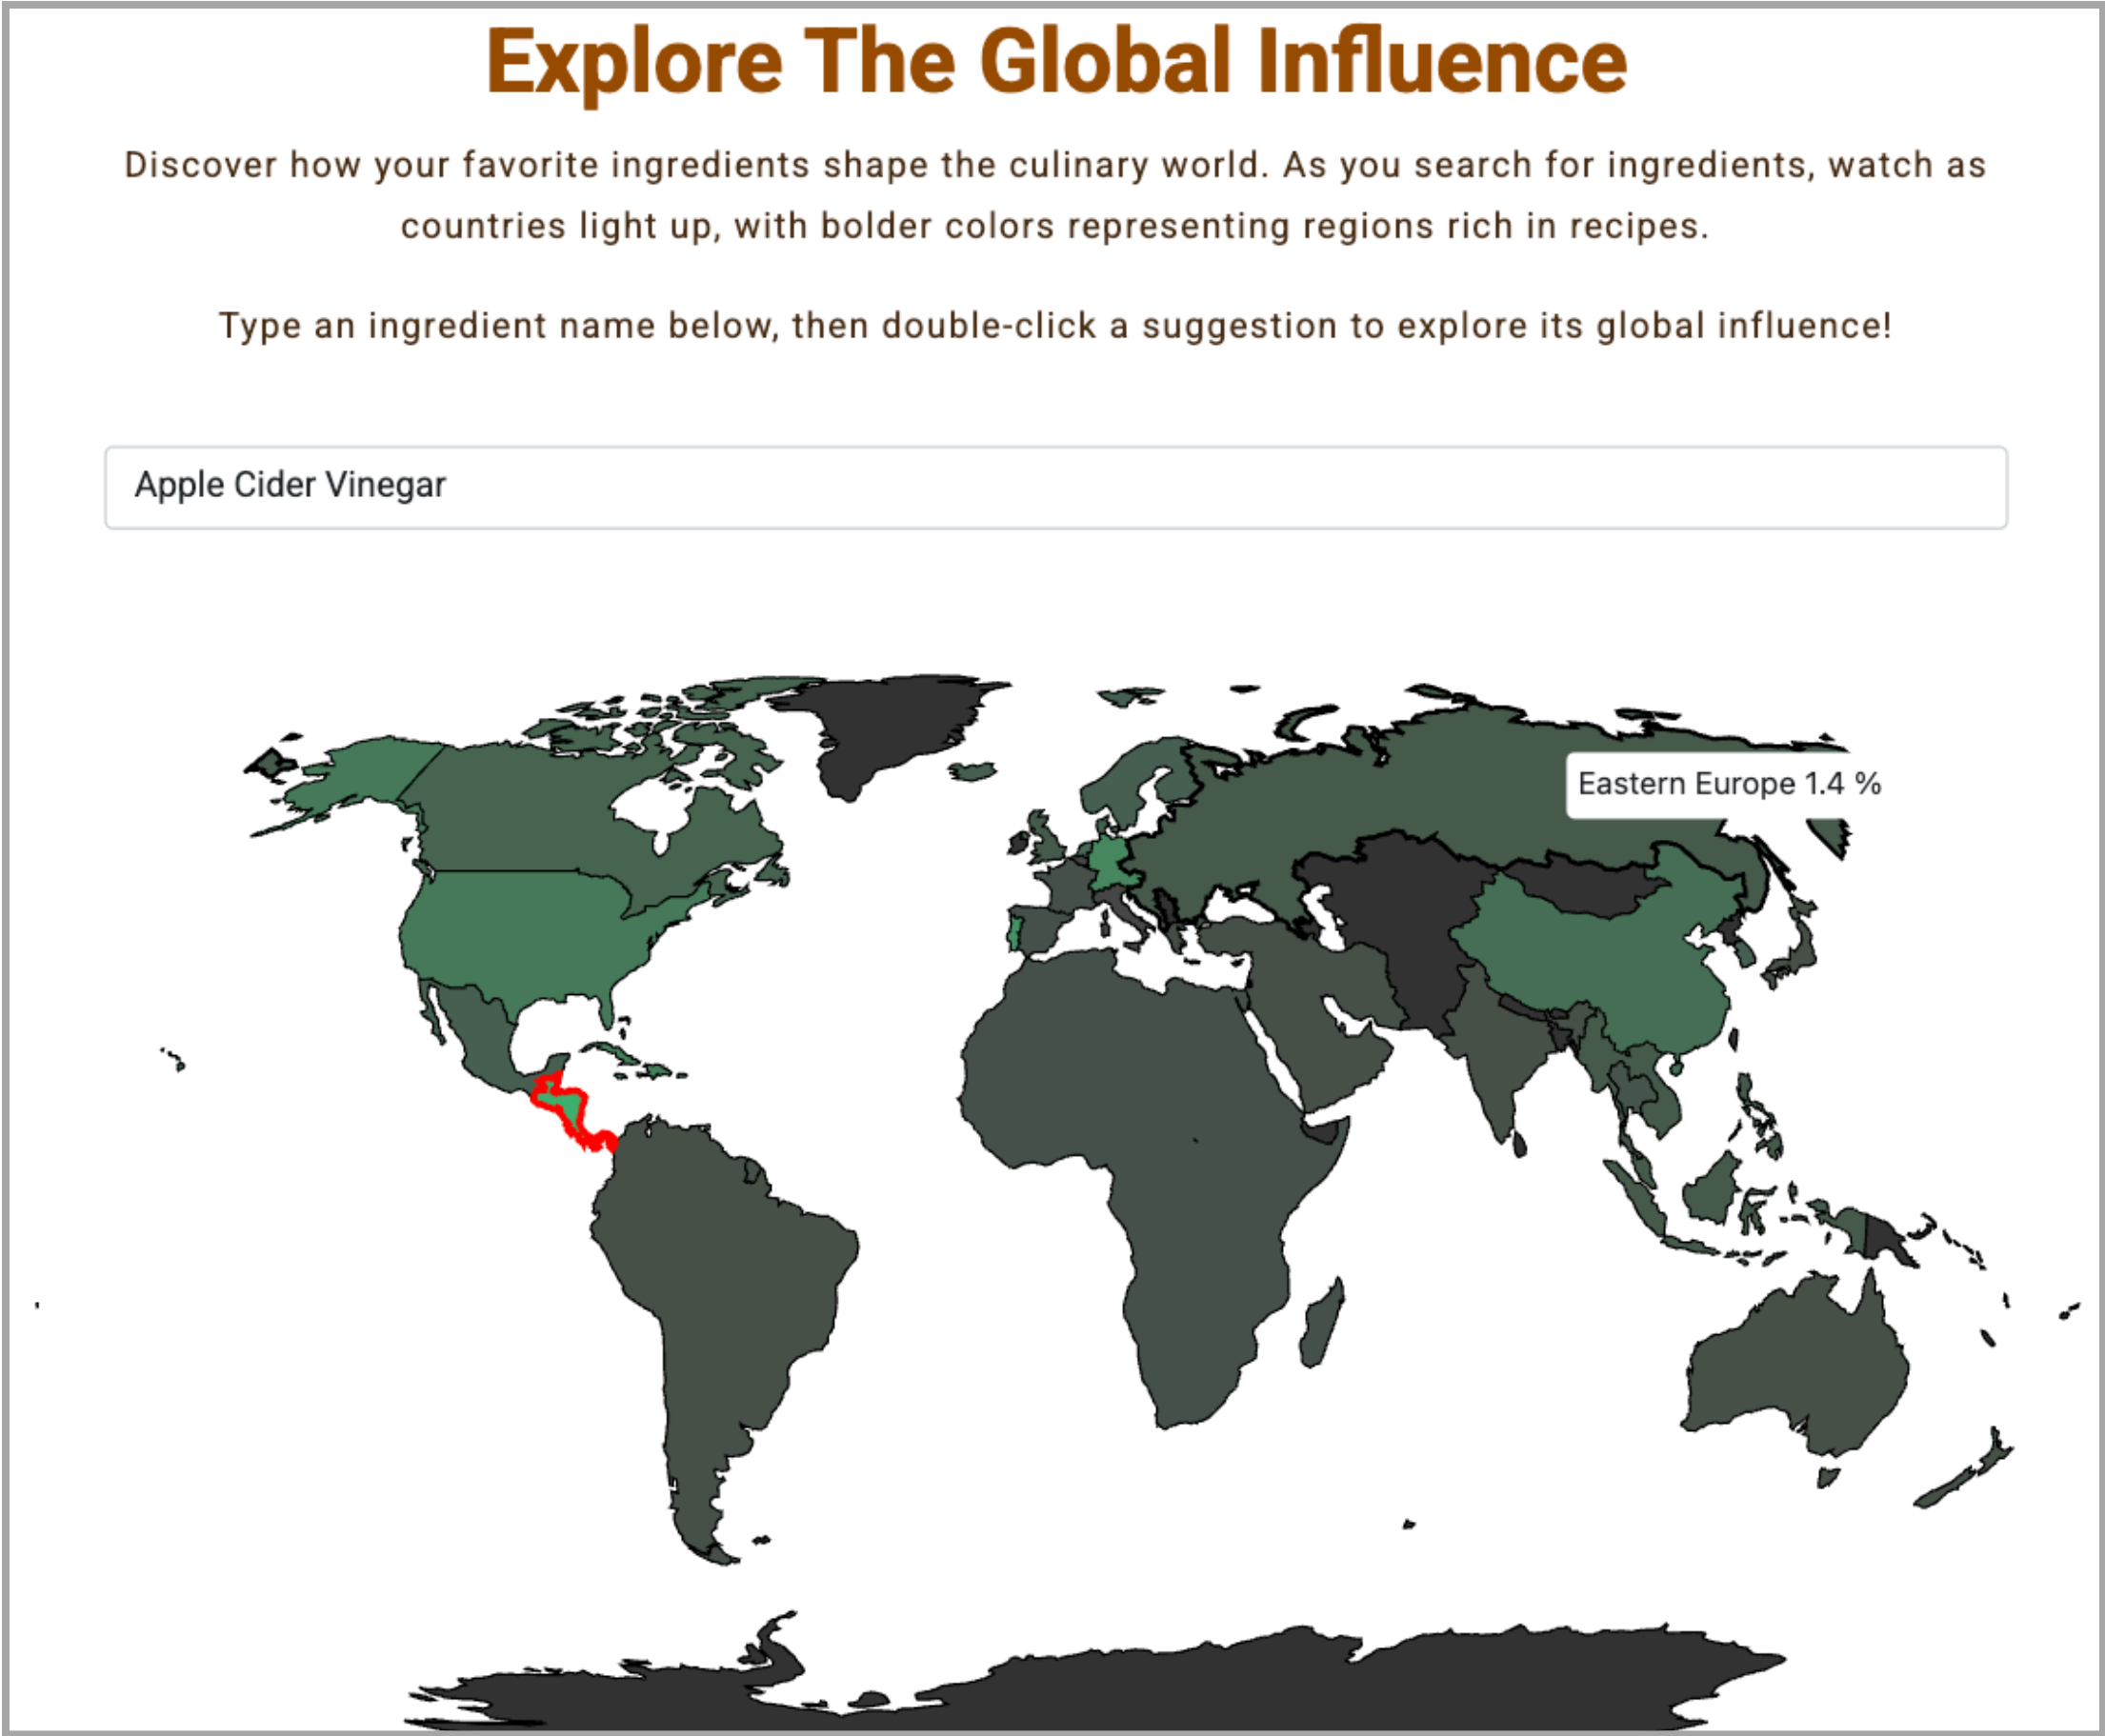 Explore The Global Influence
Discover how your favorite ingredients shape the culinary world. As you search for ingredients, watch as
countries light up, with bolder colors representing regions rich in recipes.
Type an ingredient name below, then double-click a suggestion to explore its global influence!
Apple Cider Vinegar
Eastern Europe 1.4 %